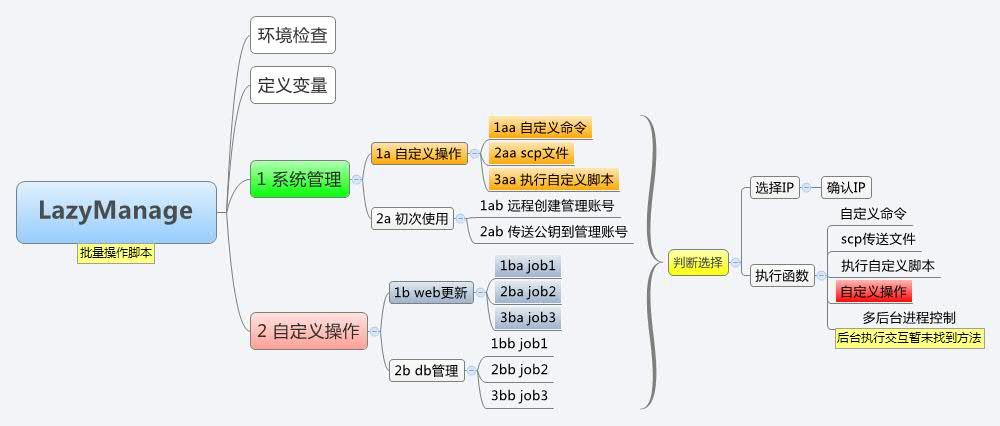 LazyManage
批量操作脚本
环境检查
定义变量
1 系统管理
1a 自定义操作
1aa 自定义命令
2aa scp文件
3aa 执行自定义脚本
2a 初次使用
1ab 远程创建管理账号
2ab 传送公钥到管理账号
2 自定义操作
1b web更新
1ba job1
2ba job2
3ba job3
2b db管理
1bb job1
2bb job2
3bb job3
判断选择
选择IP
确认IP
执行函数
自定义命令
scp传送文件
执行自定义脚本
自定义操作
多后台进程控制
后台执行交互暂未找到方法